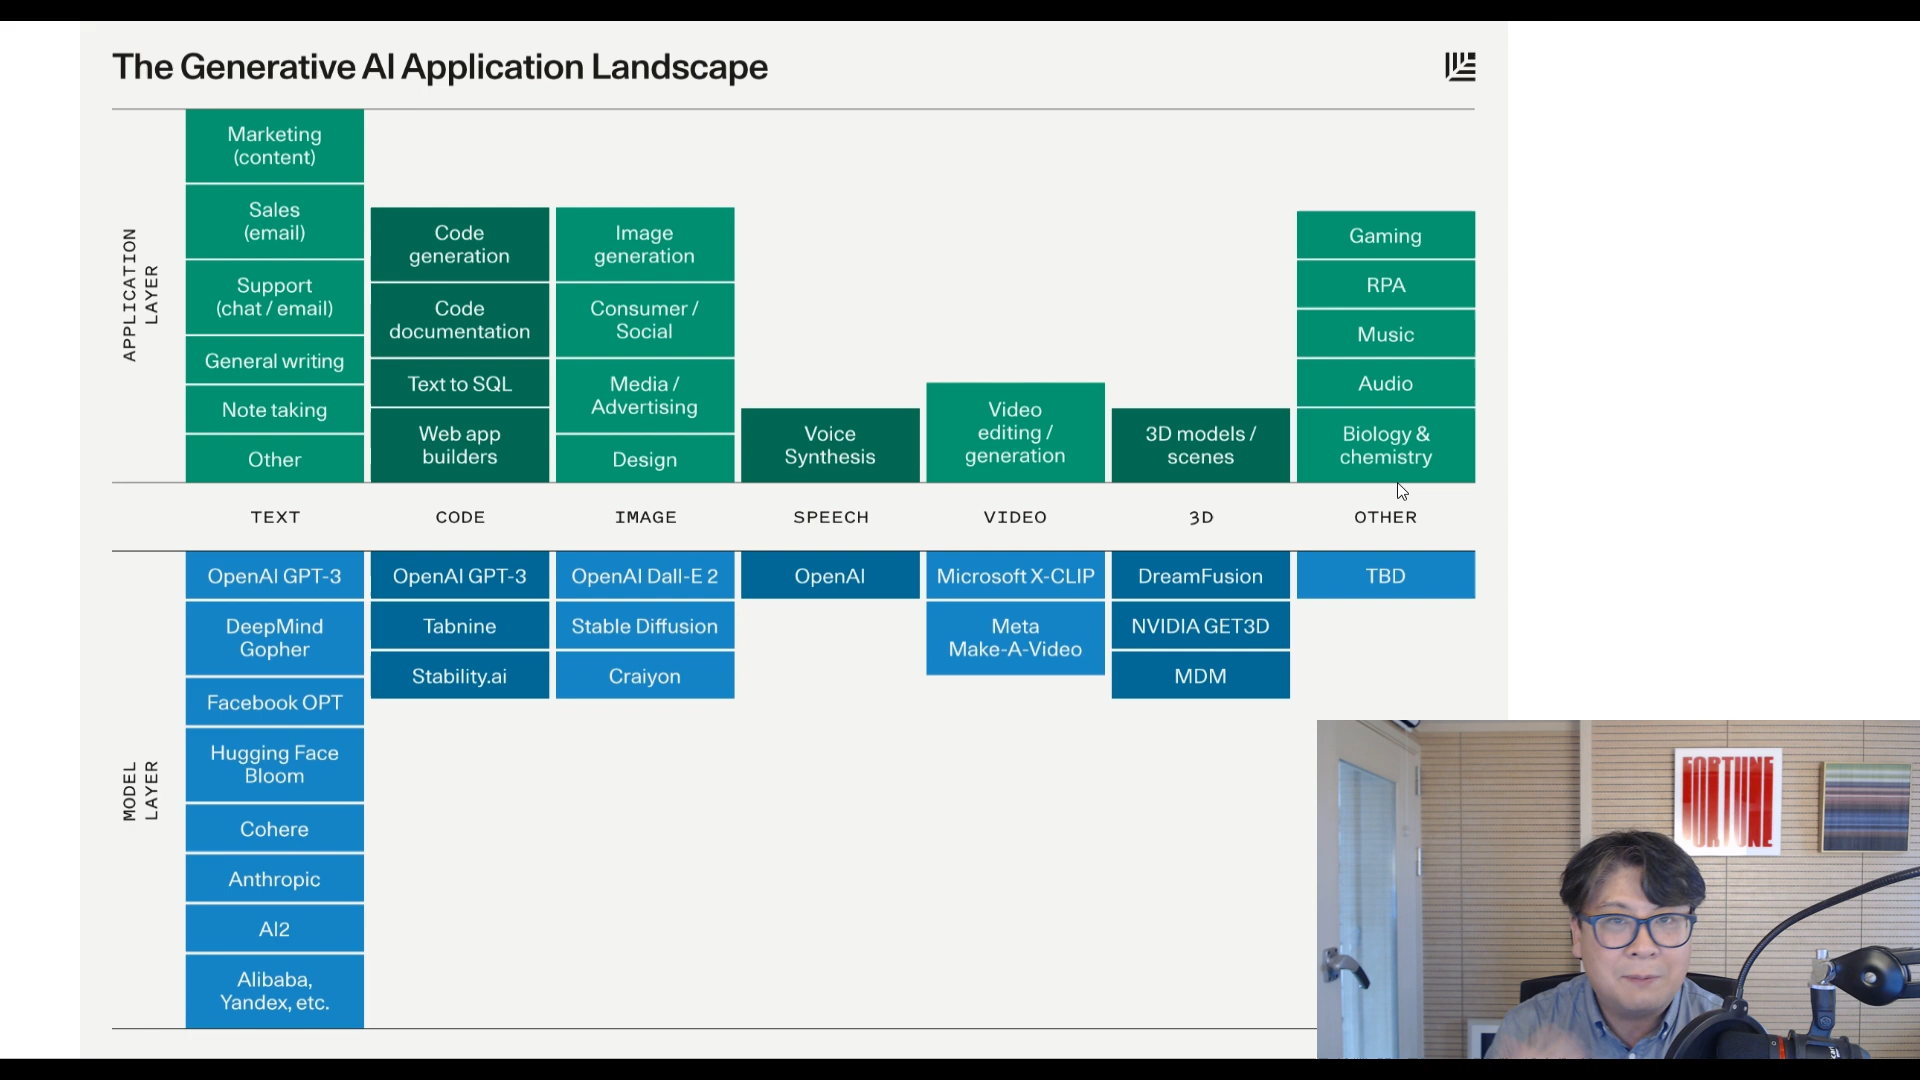 The Generative AI Application Landscape
APPLICATION
LAYER
Marketing
(content)
Sales
(email)
Support
(chat / email)
General writing
Note taking
Other
Code
generation
Code
documentation
Text to SQL
Web app
builders
Image
generation
Consumer /
Social
Media /
Advertising
Design
Voice
Synthesis
Video
editing /
generation
3D models /
scenes
Gaming
RPA
Music
Audio
Biology &
chemistry
TEXT
CODE
IMAGE
SPEECH
VIDEO
3D
OTHER
MODEL
LAYER
OpenAI GPT-3
DeepMind
Gopher
Facebook OPT
Hugging Face
Bloom
Cohere
Anthropic
AI2
Alibaba,
Yandex, etc.
OpenAI GPT-3
Tabnine
Stability.ai
OpenAI Dall-E 2
Stable Diffusion
Craiyon
OpenAI
Microsoft X-CLIP
Meta
Make-A-Video
DreamFusion
NVIDIA GET3D
MDM
TBD
FORTUNE